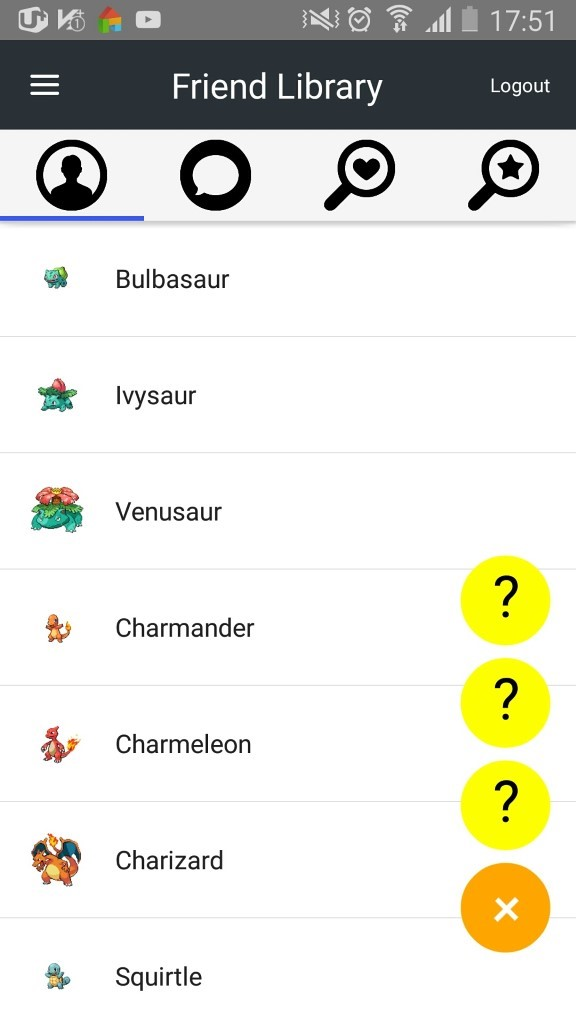 U+ 17:51
Friend Library Logout
Bulbasaur
Ivysaur
Venusaur
Charmander
?
?
Charmeleon
?
Charizard
Squirtle